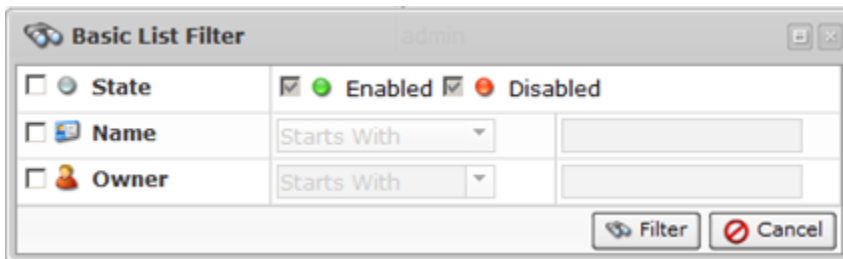 Basic List Filter admin
State Enabled Disabled
Name Starts With
Owner Starts With
Filter Cancel